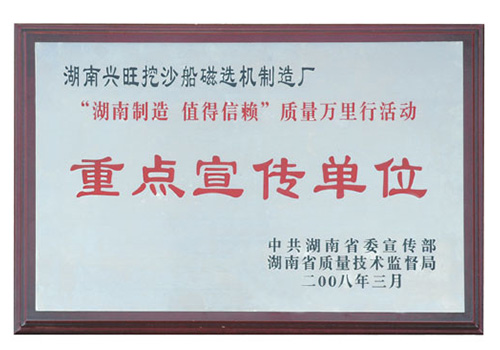 湖南兴旺挖沙船磁选机制造厂
“湖南制造 值得信赖”质量万里行活动
重点宣传单位
中共湖南省委宣传部
湖南省质量技术监督局
二00八年三月